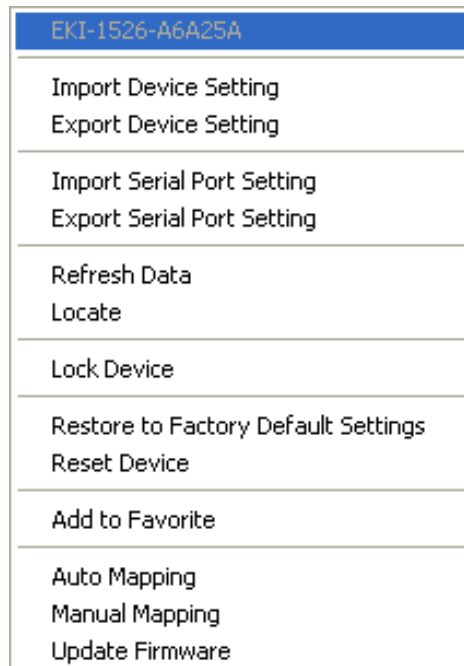 EKI-1526-A6A25A
Import Device Setting
Export Device Setting
Import Serial Port Setting
Export Serial Port Setting
Refresh Data
Locate
Lock Device
Restore to Factory Default Settings
Reset Device
Add to Favorite
Auto Mapping
Manual Mapping
Update Firmware